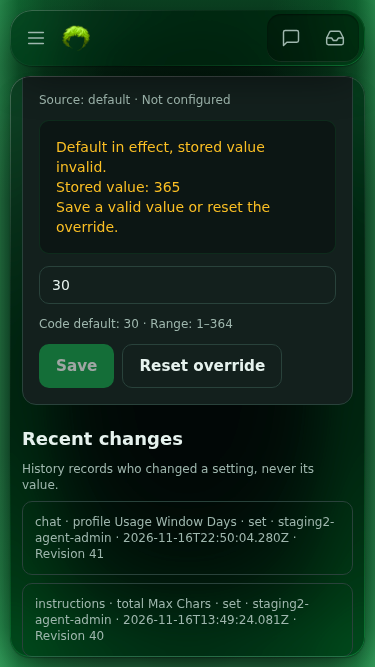 Source: default · Not configured
Default in effect, stored value
invalid.
Stored value: 365
Save a valid value or reset the
override.
30
Code default: 30 · Range: 1–364
Save
Reset override
Recent changes
History records who changed a setting, never its
value.
chat · profile Usage Window Days · set · staging2-
agent-admin · 2026-11-16T22:50:04.280Z ·
Revision 41
instructions · total Max Chars · set · staging2-
agent-admin · 2026-11-16T13:49:24.081Z ·
Revision 40